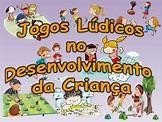 Jogos Lúdicos
no
Desenvolvimento
da Criança